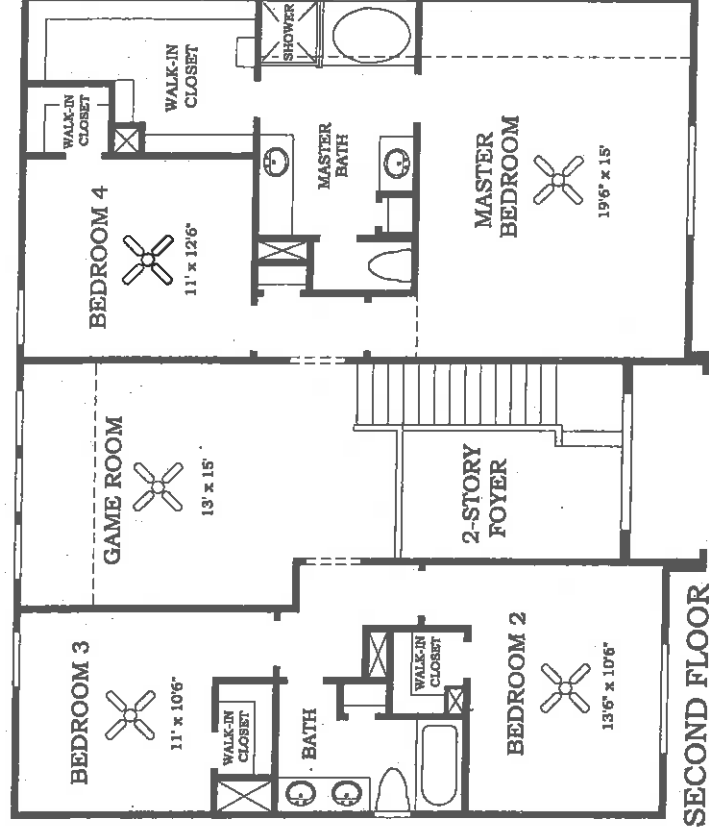 SHOWER
WALK-IN
CLOSET
WALK-IN
CLOSET
MASTER
BATH
MASTER
BEDROOM
19'6" x 15'
BEDROOM 4
11' x 12'6"
GAME ROOM
13' x 15'
2-STORY
FOYER
BEDROOM 3
11' x 10'6"
WALK-IN
CLOSET
BATH
WALK-IN
CLOSET
BEDROOM 2
13'6" x 10'6"
SECOND FLOOR